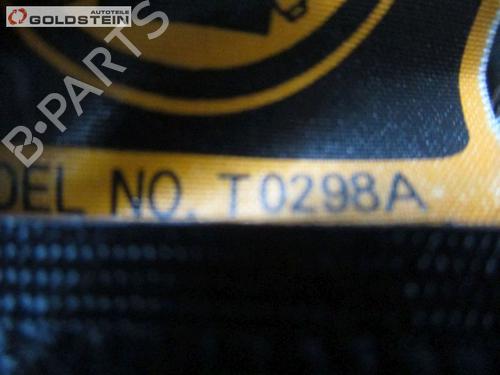 AUTOTEILE
GOLDSTEIN
B-PARTS
DEL NO. T0298A